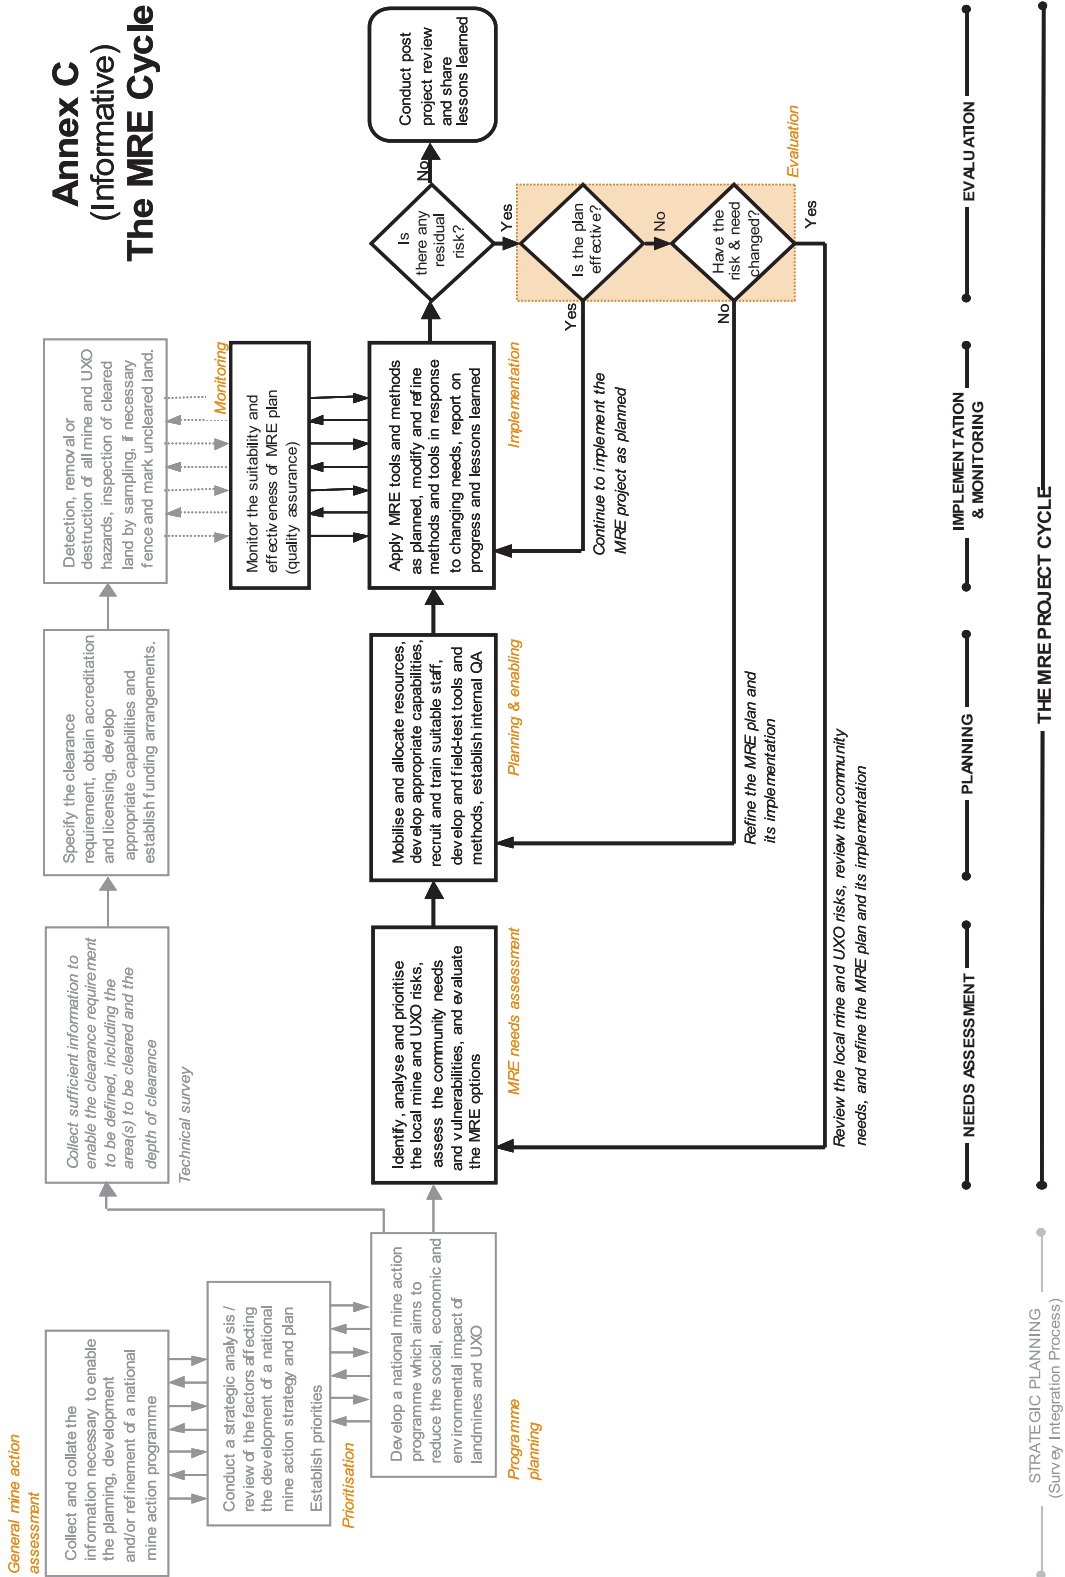 Annex C
(Informative)
The MRE Cycle
General mine action
assessment
Collect and collate the
information necessary to enable
the planning, development
and/or refinement of a national
mine action programme
Conduct a strategic analysis /
review of the factors affecting
the development of a national
mine action strategy and plan
Establish priorities
Prioritisation
Develop a national mine action
programme which aims to
reduce the social, economic and
environmental impact of
landmines and UXO
Programme
planning
Collect sufficient information to
enable the clearance requirement
to be defined, including the
area(s) to be cleared and the
depth of clearance
Technical survey
Specify the clearance
requirement, obtain accreditation
and licensing, develop
appropriate capabilities and
establish funding arrangements.
Detection, removal or
destruction of all mine and UXO
hazards, inspection of cleared
land by sampling, if necessary
fence and mark uncleared land.
Monitoring
Monitor the suitability and
effectiveness of MRE plan
(quality assurance)
Identify, analyse and prioritise
the local mine and UXO risks,
assess the community needs
and vulnerabilities, and evaluate
the MRE options
MRE needs assessment
Mobilise and allocate resources,
develop appropriate capabilities,
recruit and train suitable staff,
develop and field-test tools and
methods, establish internal QA
Planning & enabling
Apply MRE tools and methods
as planned, modify and refine
methods and tools in response
to changing needs, report on
progress and lessons learned
Implementation
Is
there any
residual
risk?
No
Conduct post
project review
and share
lessons learned
Yes
Is the plan
effective?
Yes
No
Have the
risk & need
changed?
No
Yes
Evaluation
Continue to implement the
MRE project as planned
Refine the MRE plan and
its implementation
Review the local mine and UXO risks, review the community
needs, and refine the MRE plan and its implementation
NEEDS ASSESSMENT
PLANNING
IMPLEMENTATION
& MONITORING
EVALUATION
STRATEGIC PLANNING
(Survey Integration Process)
THE MRE PROJECT CYCLE